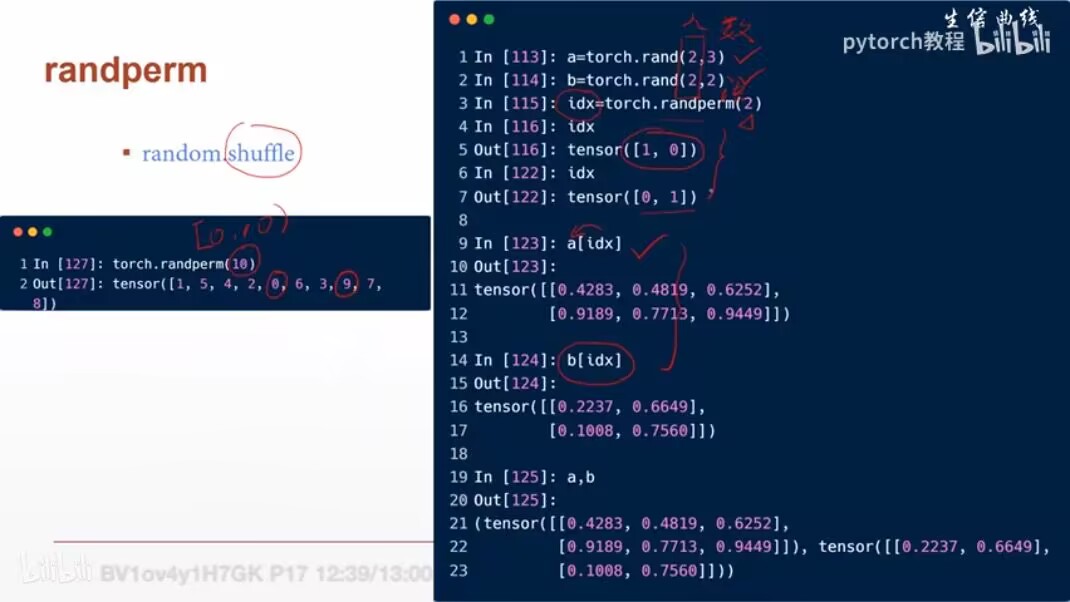 生信曲线
pytorch教程 bilibili
randperm
random.shuffle
[0,10)
1 In [127]: torch.randperm(10)
2 Out[127]: tensor([1, 5, 4, 2, 0, 6, 3, 9, 7,
8])
个数
1 In [113]: a=torch.rand(2,3)
2 In [114]: b=torch.rand(2,2)
3 In [115]: idx=torch.randperm(2)
4 In [116]: idx
5 Out[116]: tensor([1, 0])
6 In [122]: idx
7 Out[122]: tensor([0, 1])
8
9 In [123]: a[idx]
10 Out[123]:
11 tensor([[0.4283, 0.4819, 0.6252],
12 [0.9189, 0.7713, 0.9449]])
13
14 In [124]: b[idx]
15 Out[124]:
16 tensor([[0.2237, 0.6649],
17 [0.1008, 0.7560]])
18
19 In [125]: a,b
20 Out[125]:
21 (tensor([[0.4283, 0.4819, 0.6252],
22 [0.9189, 0.7713, 0.9449]]), tensor([[0.2237, 0.6649],
23 [0.1008, 0.7560]]))
bilibili BV1ov4y1H7GK P17 12:39/13:00